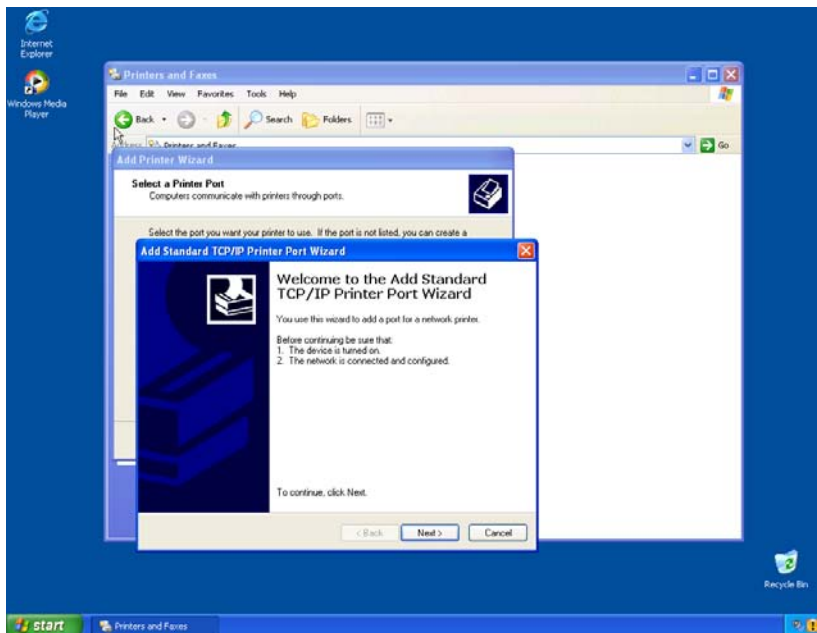 Internet
Explorer
Windows Media
Player
Printers and Faxes
File Edit View Favorites Tools Help
Back Search Folders
Address Printers and Faxes Go
Add Printer Wizard
Select a Printer Port
Computers communicate with printers through ports.
Select the port you want your printer to use. If the port is not listed, you can create a
Add Standard TCP/IP Printer Port Wizard
Welcome to the Add Standard
TCP/IP Printer Port Wizard
You use this wizard to add a port for a network printer.
Before continuing be sure that:
1. The device is turned on.
2. The network is connected and configured.
To continue, click Next.
< Back Next > Cancel
Recycle Bin
start Printers and Faxes